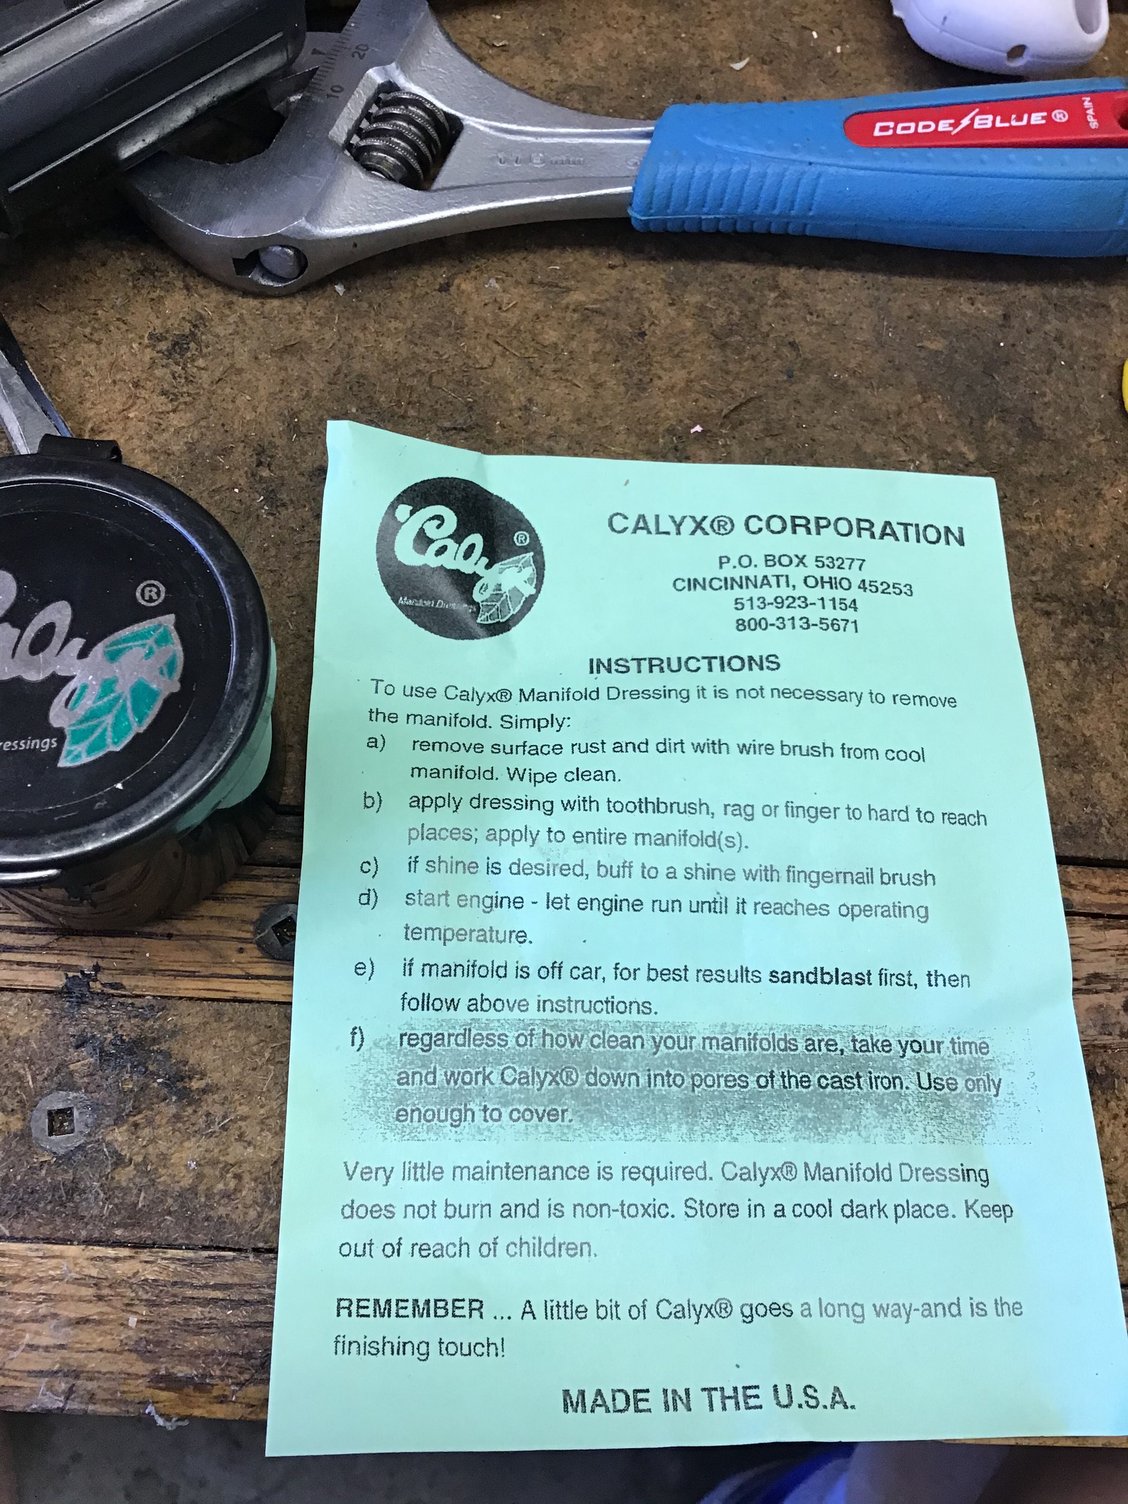 20
10
CODE BLUE®
SPAIN
Calyx
®
CALYX® CORPORATION
P.O. BOX 53277
CINCINNATI, OHIO 45253
513-923-1154
800-313-5671
INSTRUCTIONS
To use Calyx® Manifold Dressing it is not necessary to remove
the manifold. Simply:
a) remove surface rust and dirt with wire brush from cool
manifold. Wipe clean.
b) apply dressing with toothbrush, rag or finger to hard to reach
places; apply to entire manifold(s).
c) if shine is desired, buff to a shine with fingernail brush
d) start engine - let engine run until it reaches operating
temperature.
e) if manifold is off car, for best results sandblast first, then
follow above instructions.
f) regardless of how clean your manifolds are, take your time
and work Calyx® down into pores of the cast iron. Use only
enough to cover.
Very little maintenance is required. Calyx® Manifold Dressing
does not burn and is non-toxic. Store in a cool dark place. Keep
out of reach of children.
REMEMBER ... A little bit of Calyx® goes a long way-and is the
finishing touch!
MADE IN THE U.S.A.
®
alyx
ressings